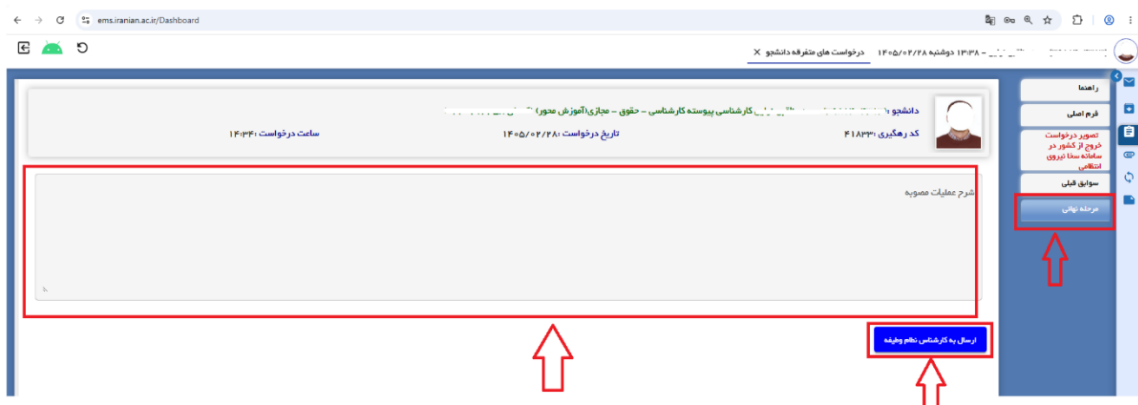 ems.iranian.ac.ir/Dashboard
۱۳:۳۸ دوشنبه ۱۴۰۵/۰۲/۲۸ درخواست های متفرقه دانشجو ✕
راهنما
فرم اصلی
تصویر درخواست
خروج از کشور در
سامانه سخا نیروی
انتظامی
سوابق قبلی
مرحله نهائی
دانشجو : کارشناسی پیوسته کارشناسی - حقوق - مجازی(آموزش محور)
کد رهگیری : ۴۱۸۳۳ تاریخ درخواست : ۱۴۰۵/۰۲/۲۸ ساعت درخواست : ۱۴:۳۴
شرح عملیات مصوبه
ارسال به کارشناس نظام وظیفه